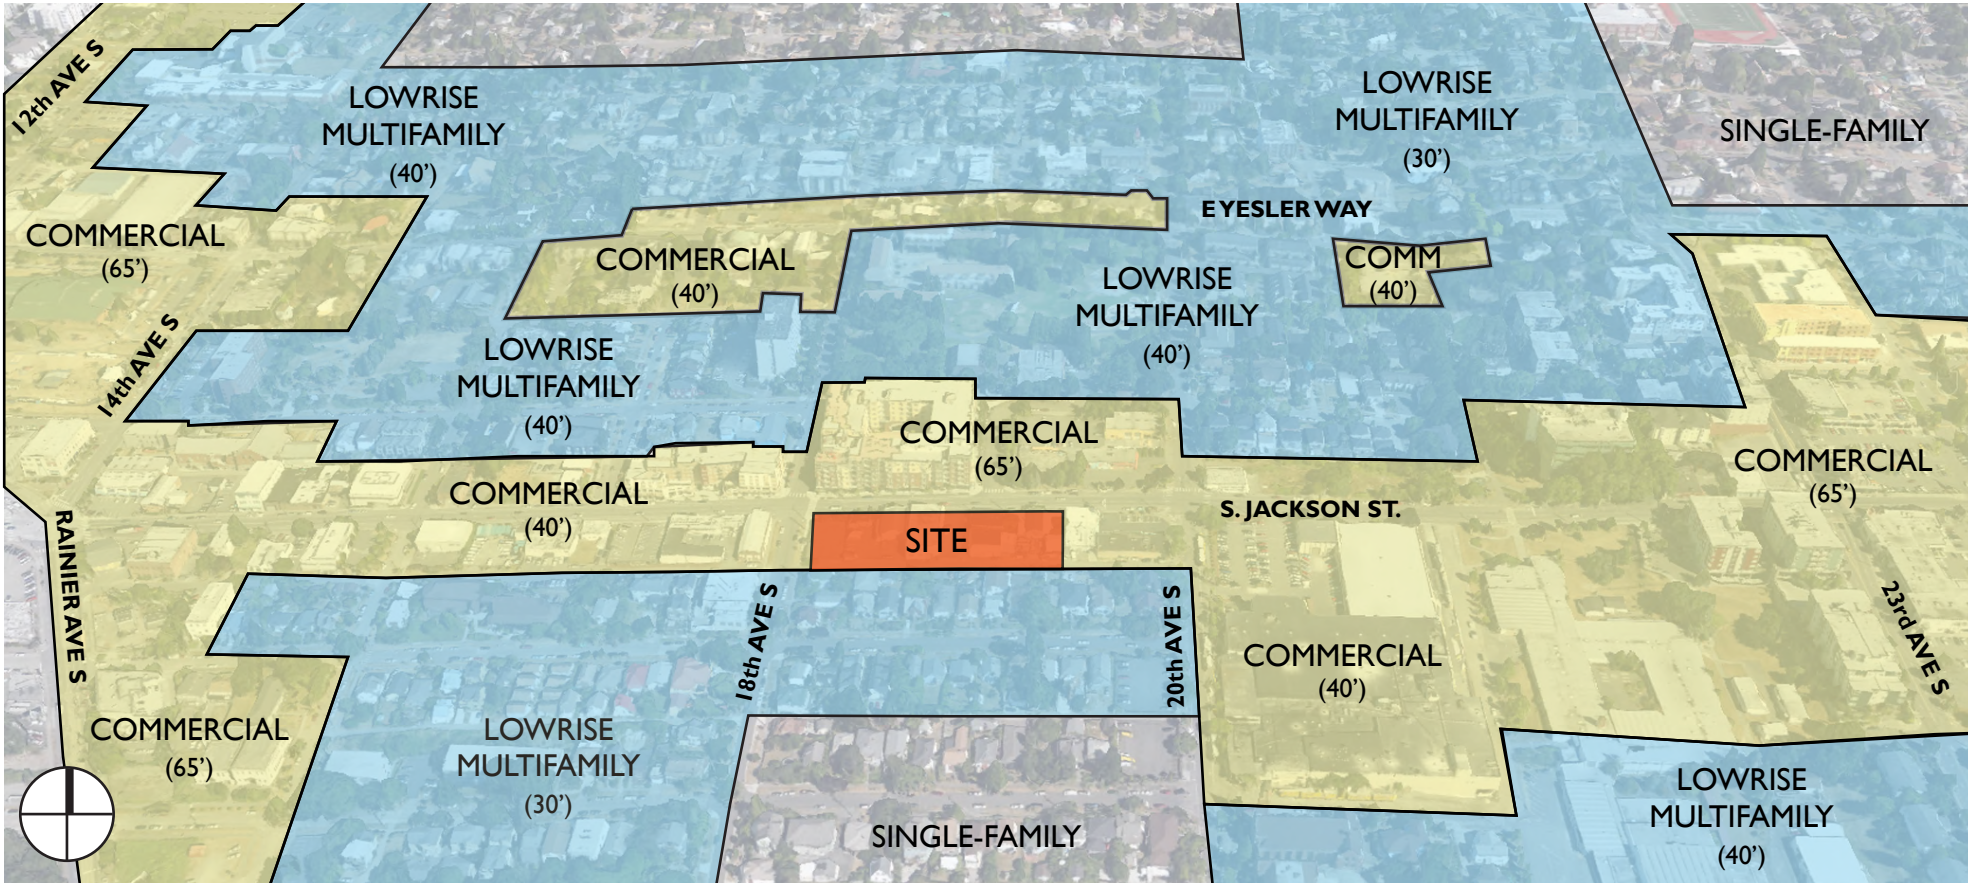 12th AVE S
LOWRISE
MULTIFAMILY
(40')
LOWRISE
MULTIFAMILY
(30')
SINGLE-FAMILY
COMMERCIAL
(65')
E YESLER WAY
COMMERCIAL
(40')
LOWRISE
MULTIFAMILY
(40')
COMM
(40')
14th AVE S
LOWRISE
MULTIFAMILY
(40')
COMMERCIAL
(65')
COMMERCIAL
(65')
COMMERCIAL
(40')
S. JACKSON ST.
SITE
RAINIER AVE S
18th AVE S
20th AVE S
23rd AVE S
COMMERCIAL
(40')
COMMERCIAL
(65')
LOWRISE
MULTIFAMILY
(30')
SINGLE-FAMILY
LOWRISE
MULTIFAMILY
(40')